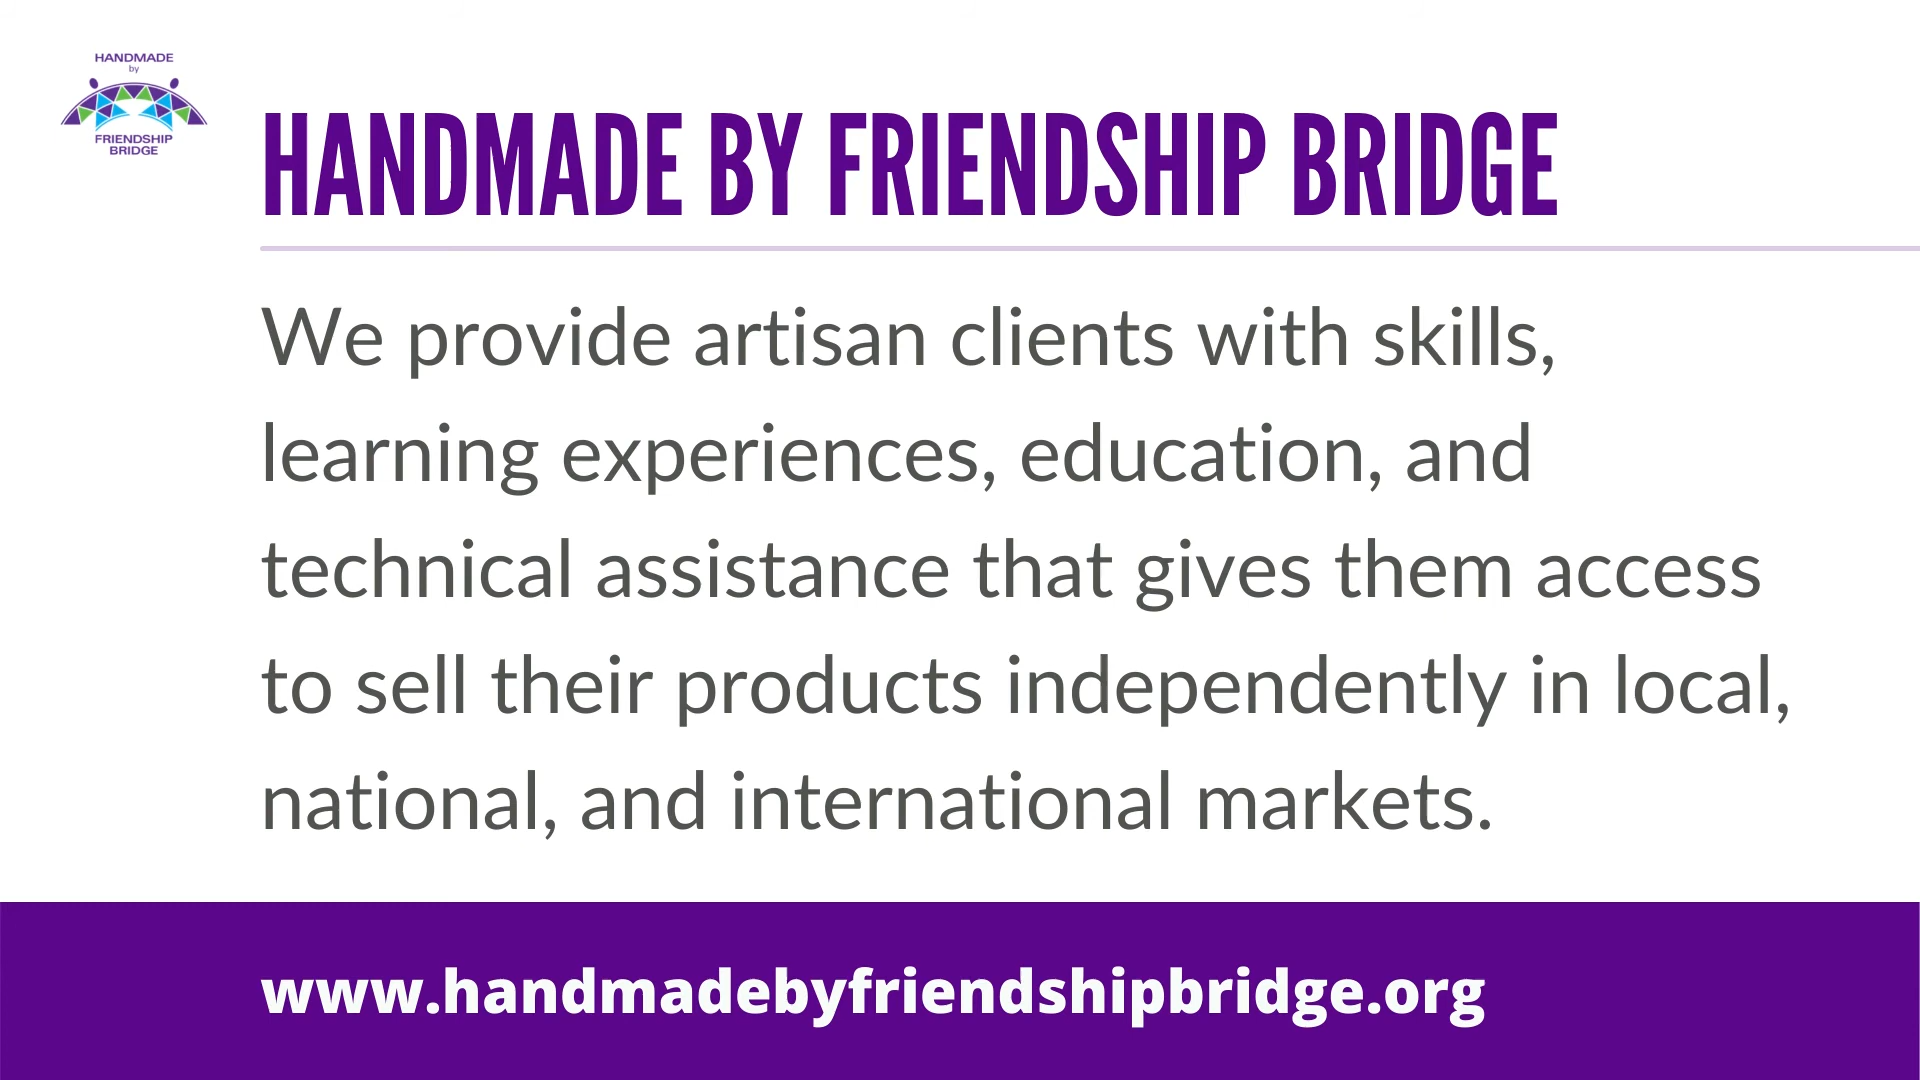 HANDMADE
by
FRIENDSHIP
BRIDGE
HANDMADE BY FRIENDSHIP BRIDGE
We provide artisan clients with skills,
learning experiences, education, and
technical assistance that gives them access
to sell their products independently in local,
national, and international markets.
www.handmadebyfriendshipbridge.org